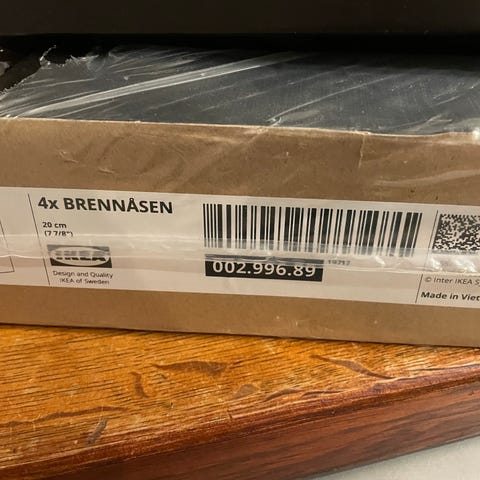 4x BRENNÅSEN
20 cm
(7 7/8")
IKEA
Design and Quality
IKEA of Sweden
002.996.89
19717
© Inter IKEA S
Made in Viet